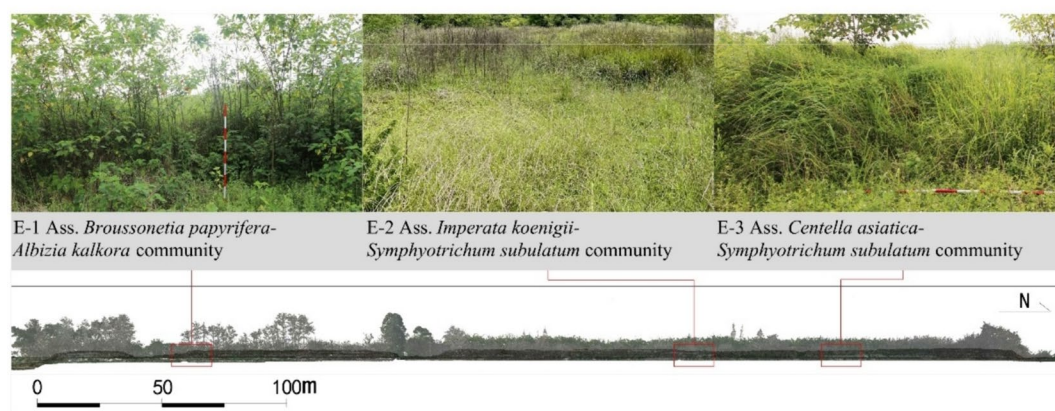 E-1 Ass. Broussonetia papyrifera-
Albizia kalkora community
E-2 Ass. Imperata koenigii-
Symphyotrichum subulatum community
E-3 Ass. Centella asiatica-
Symphyotrichum subulatum community
N
0 50 100m